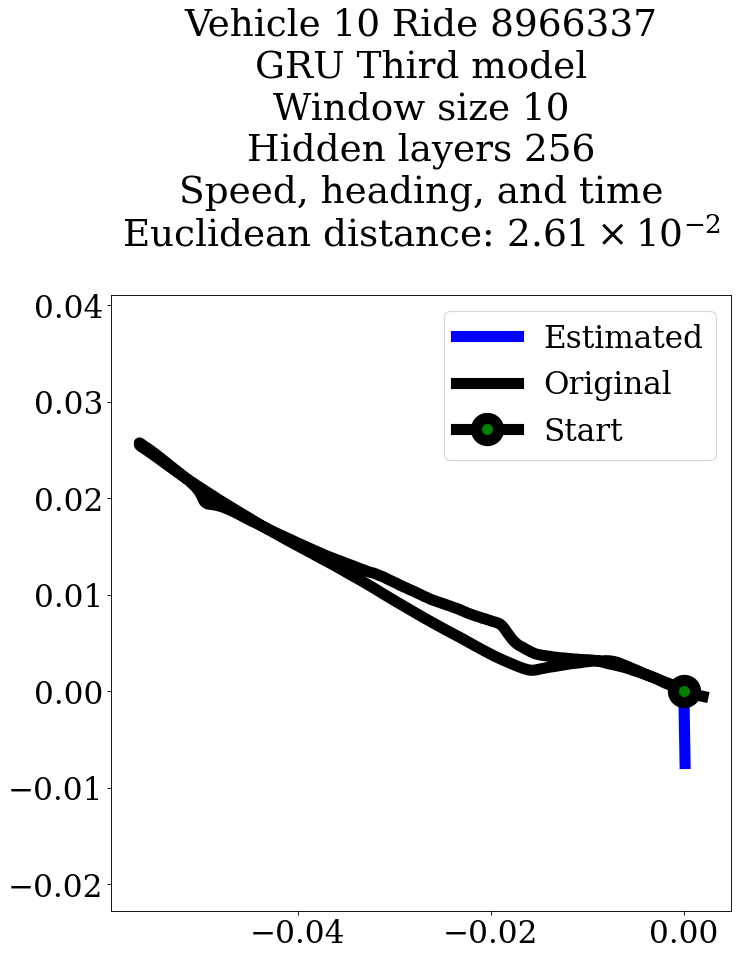 Vehicle 10 Ride 8966337
GRU Third model
Window size 10
Hidden layers 256
Speed, heading, and time
Euclidean distance: 2.61 × 10⁻²
Estimated
Original
Start
0.04
0.03
0.02
0.01
0.00
−0.01
−0.02
−0.04 −0.02 0.00